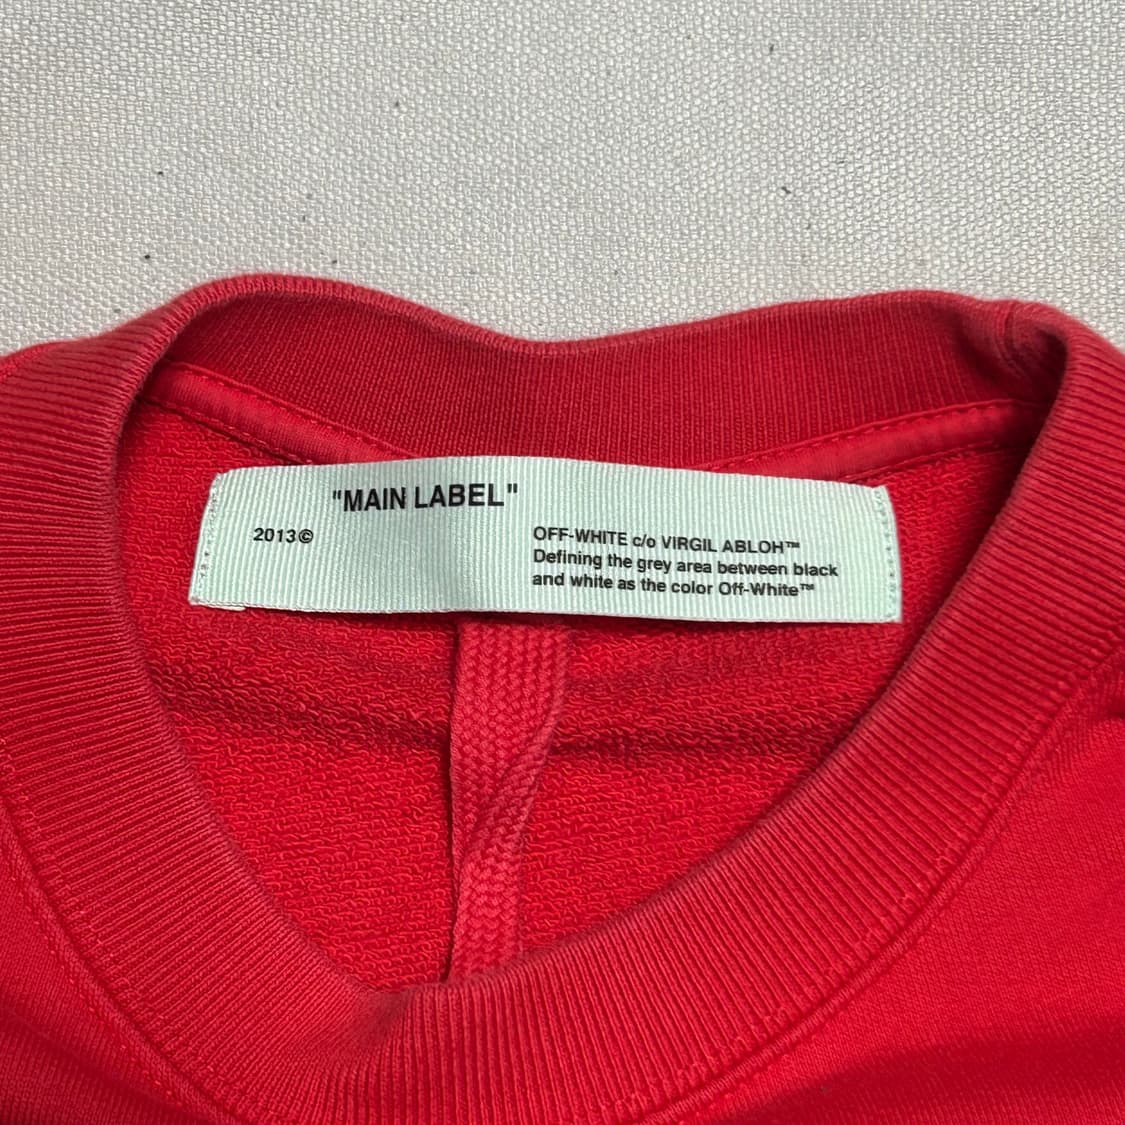 "MAIN LABEL"
2013©
OFF-WHITE c/o VIRGIL ABLOH™
Defining the grey area between black
and white as the color Off-White™